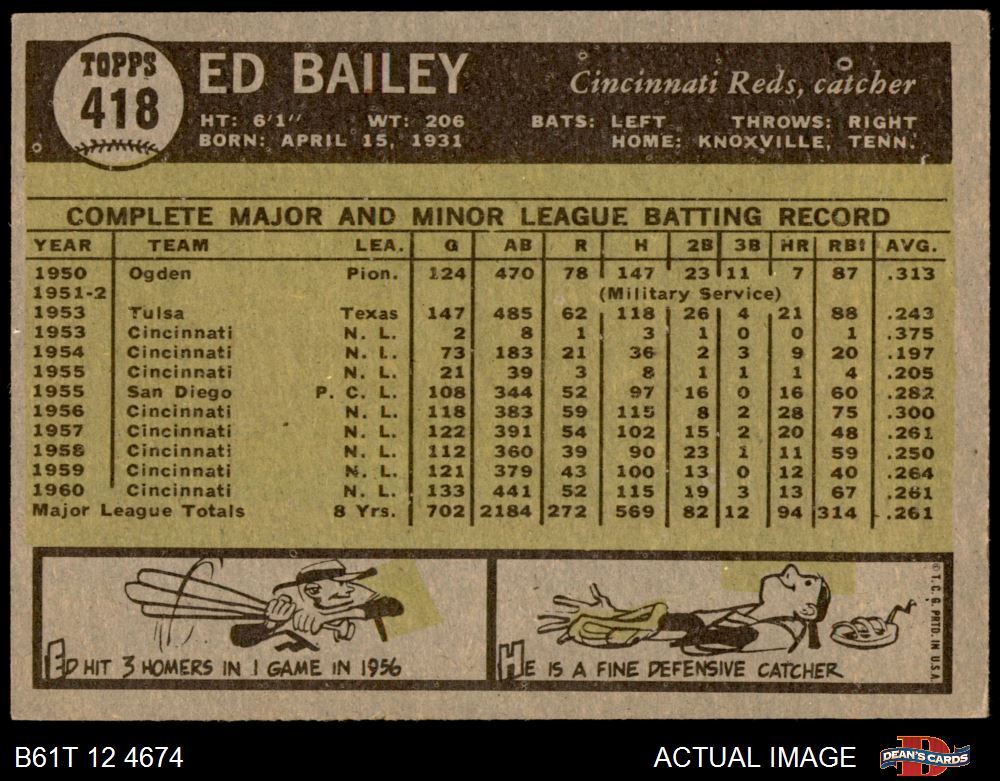 TOPPS
418
ED BAILEY
Cincinnati Reds, catcher
HT: 6'1" WT: 206 BATS: LEFT THROWS: RIGHT
BORN: APRIL 15, 1931 HOME: KNOXVILLE, TENN.
COMPLETE MAJOR AND MINOR LEAGUE BATTING RECORD
YEAR TEAM LEA. G AB R H 2B 3B HR RBI AVG.
1950 Ogden Pion. 124 470 78 147 23 11 7 87 .313
1951-2 (Military Service)
1953 Tulsa Texas 147 485 62 118 26 4 21 88 .243
1953 Cincinnati N. L. 2 8 1 3 1 0 0 1 .375
1954 Cincinnati N. L. 73 183 21 36 2 3 9 20 .197
1955 Cincinnati N. L. 21 39 3 8 1 1 1 4 .205
1955 San Diego P. C. L. 108 344 52 97 16 0 16 60 .282
1956 Cincinnati N. L. 118 383 59 115 8 2 28 75 .300
1957 Cincinnati N. L. 122 391 54 102 15 2 20 48 .261
1958 Cincinnati N. L. 112 360 39 90 23 1 11 59 .250
1959 Cincinnati N. L. 121 379 43 100 13 0 12 40 .264
1960 Cincinnati N. L. 133 441 52 115 19 3 13 67 .261
Major League Totals 8 Yrs. 702 2184 272 569 82 12 94 314 .261
ED HIT 3 HOMERS IN 1 GAME IN 1956
HE IS A FINE DEFENSIVE CATCHER
© T. C. G. PRTD. IN U.S.A.
B61T 12 4674
ACTUAL IMAGE
DEAN'S CARDS